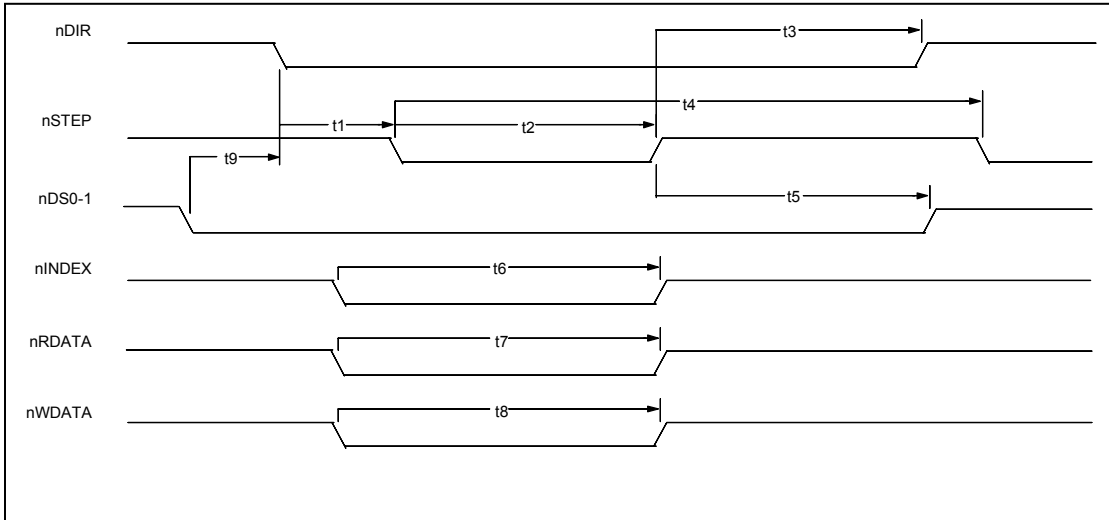 nDIR
t3
t4
nSTEP
t1
t2
t9
nDS0-1
t5
nINDEX
t6
nRDATA
t7
nWDATA
t8